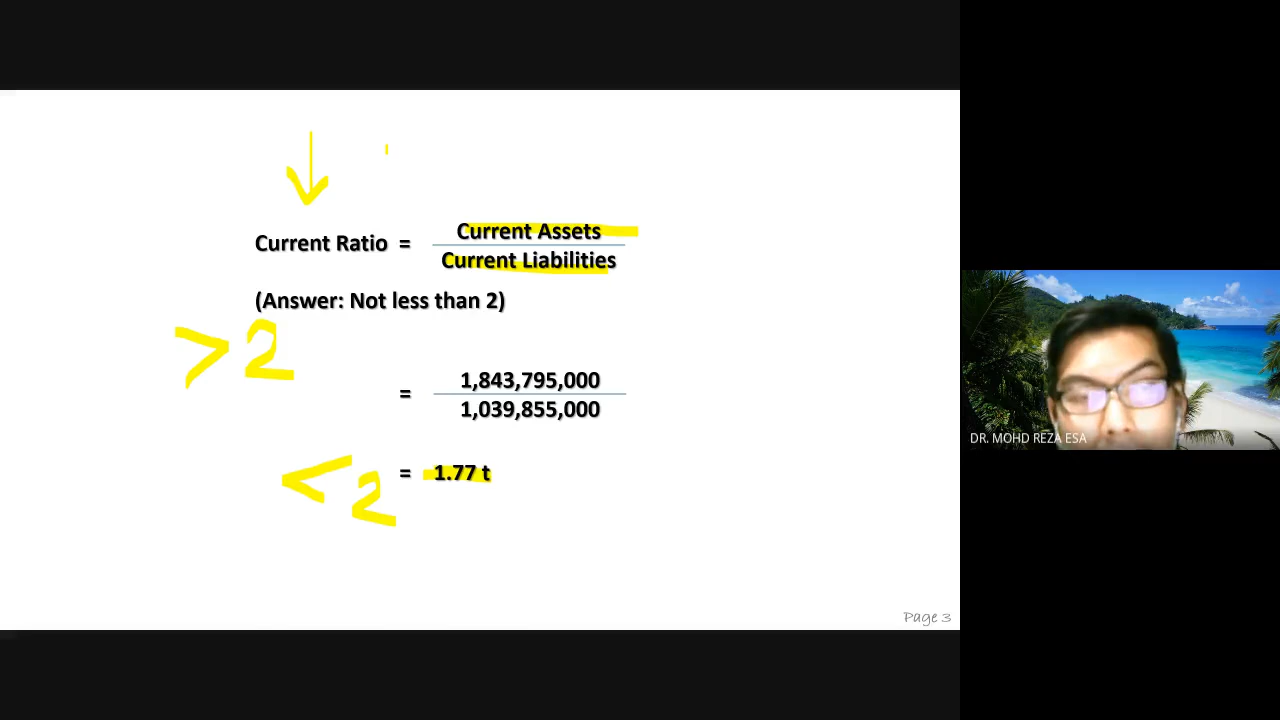 Current Ratio = Current Assets
Current Liabilities
(Answer: Not less than 2)
> 2
= 1,843,795,000
1,039,855,000
< 2
= 1.77 t
Page 3
DR. MOHD REZA ESA